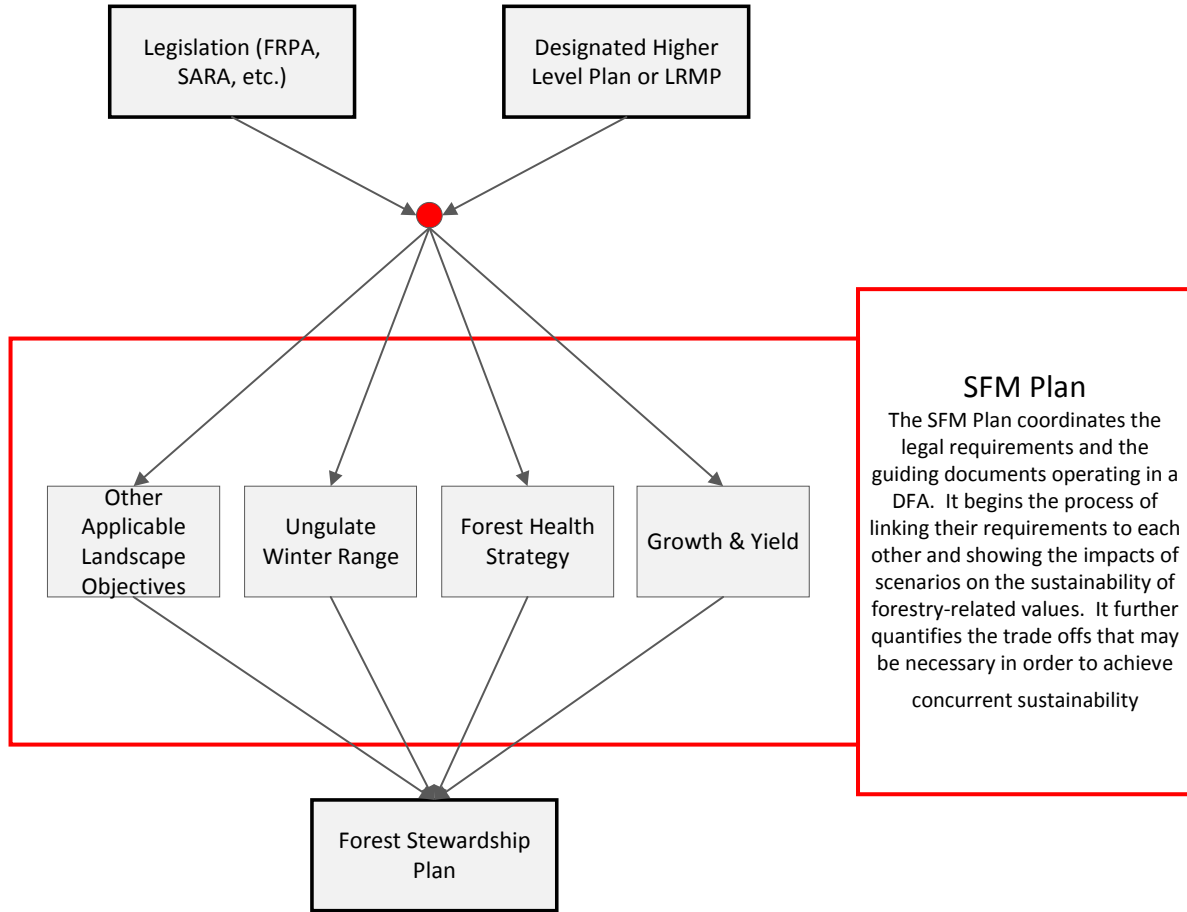 Legislation (FRPA,
SARA, etc.)
Designated Higher
Level Plan or LRMP
Other
Applicable
Landscape
Objectives
Ungulate
Winter Range
Forest Health
Strategy
Growth & Yield
SFM Plan
The SFM Plan coordinates the
legal requirements and the
guiding documents operating in a
DFA.  It begins the process of
linking their requirements to each
other and showing the impacts of
scenarios on the sustainability of
forestry-related values.  It further
quantifies the trade offs that may
be necessary in order to achieve
concurrent sustainability
Forest Stewardship
Plan